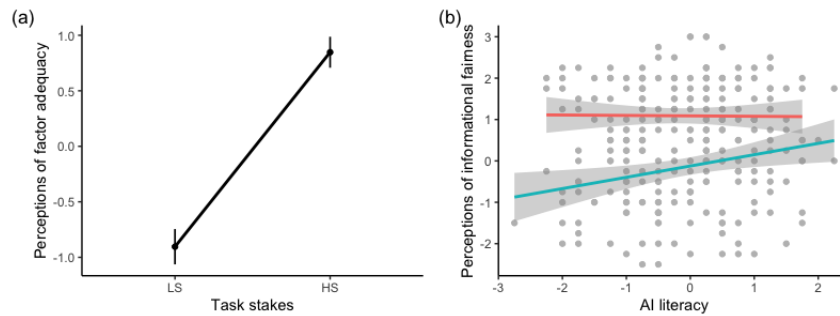 (a)
Perceptions of factor adequacy
1.0
0.5
0.0
-0.5
-1.0
LS
HS
Task stakes
(b)
Perceptions of informational fairness
3
2
1
0
-1
-2
-3
-2
-1
0
1
2
AI literacy